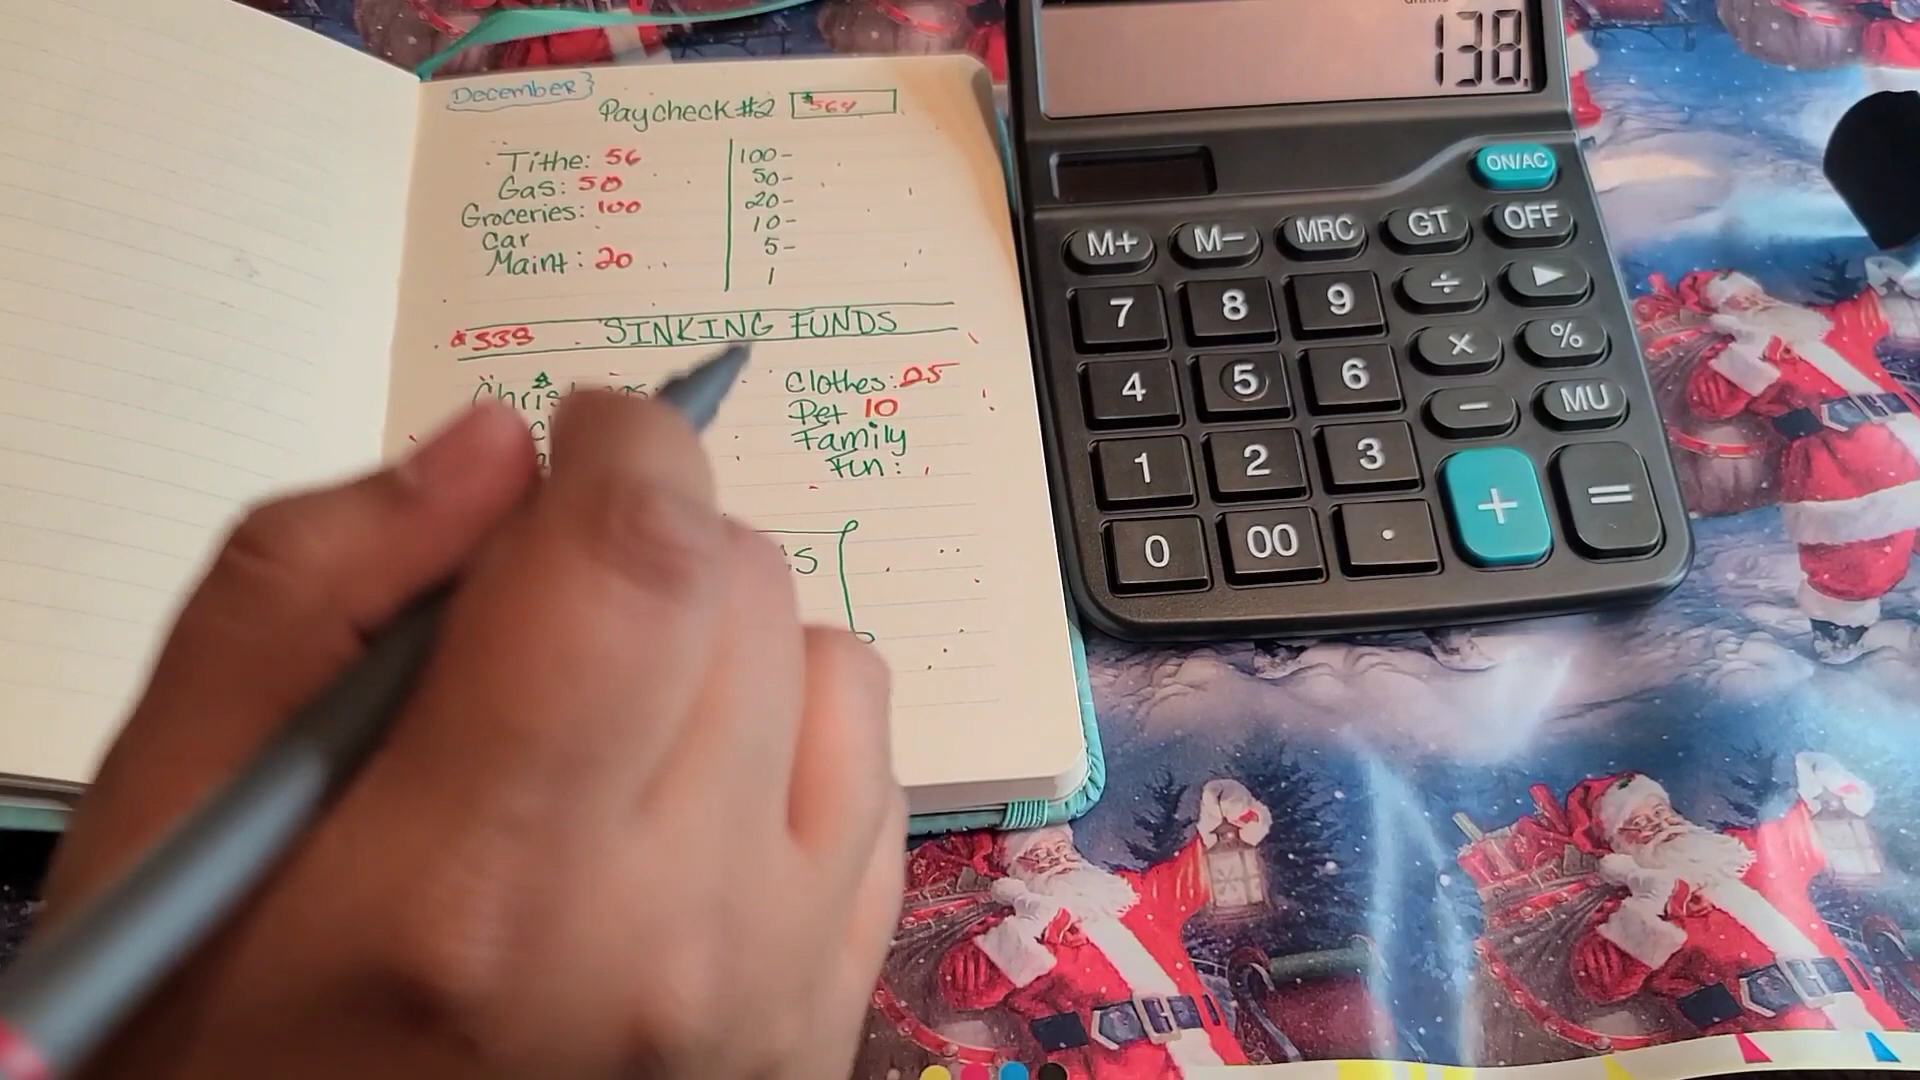 December
Paycheck #2 $564
Tithe: 56
Gas: 50
Groceries: 100
Car
Maint: 20
100-
50-
20-
10-
5-
1
$338 SINKING FUNDS
Clothes: 25
Pet 10
Family
Fun:
138.
ON/AC
M+ M- MRC GT OFF
7 8 9 ÷ ▶
4 5 6 × %
1 2 3 - MU
0 00 . + =